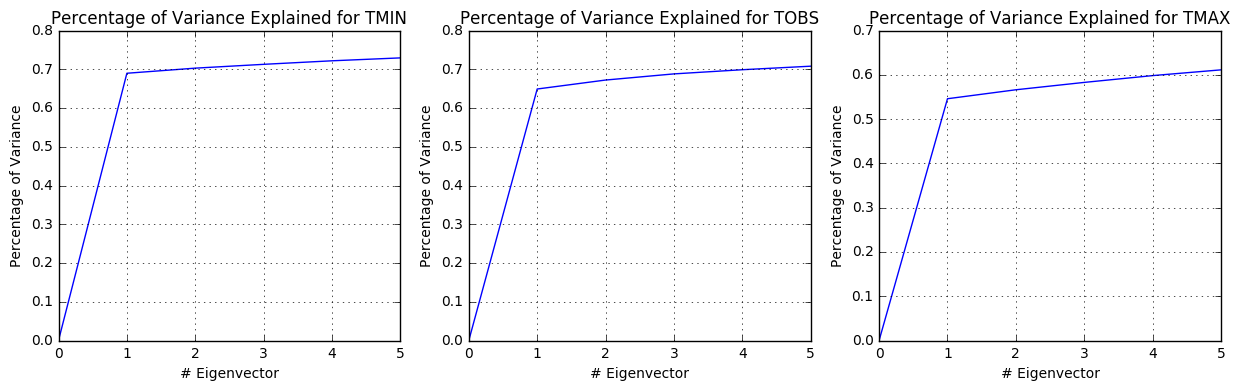 Percentage of Variance Explained for TMIN
0.8
0.7
0.6
0.5
0.4
0.3
0.2
0.1
0.0
Percentage of Variance
0 1 2 3 4 5
# Eigenvector
Percentage of Variance Explained for TOBS
0.8
0.7
0.6
0.5
0.4
0.3
0.2
0.1
0.0
Percentage of Variance
0 1 2 3 4 5
# Eigenvector
Percentage of Variance Explained for TMAX
0.7
0.6
0.5
0.4
0.3
0.2
0.1
0.0
Percentage of Variance
0 1 2 3 4 5
# Eigenvector